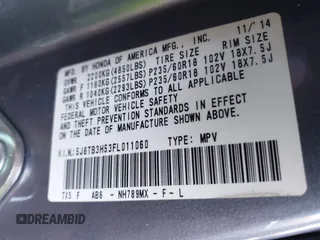 MFD. BY HONDA OF AMERICA MFG., INC. 11/'14
GVWR 2200KG(4850LBS) TIRE SIZE RIM SIZE
GAWR F 1160KG(2557LBS) P235/60R18 102V 18X7.5J
GAWR R 1040KG(2293LBS) P235/60R18 102V 18X7.5J
THIS VEHICLE CONFORMS TO ALL APPLICABLE
FEDERAL MOTOR VEHICLE SAFETY AND THEFT
PREVENTION STANDARDS IN EFFECT ON THE DATE
OF MANUFACTURE SHOWN ABOVE.
V.I.N.: 5J8TB3H53FL011060 TYPE: MPV
TXS F AB6 - NH789MX - F - L
DREAMBID